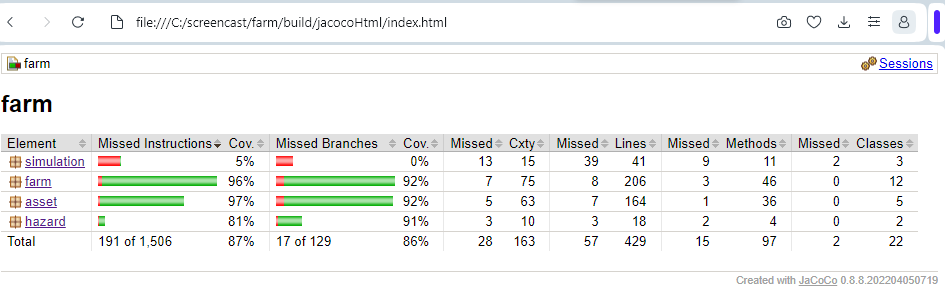 file:///C:/screencast/farm/build/jacocoHtml/index.html
farm Sessions
farm
Element Missed Instructions Cov. Missed Branches Cov. Missed Cxty Missed Lines Missed Methods Missed Classes
simulation 5% 0% 13 15 39 41 9 11 2 3
farm 96% 92% 7 75 8 206 3 46 0 12
asset 97% 92% 5 63 7 164 1 36 0 5
hazard 81% 91% 3 10 3 18 2 4 0 2
Total 191 of 1,506 87% 17 of 129 86% 28 163 57 429 15 97 2 22
Created with JaCoCo 0.8.8.202204050719